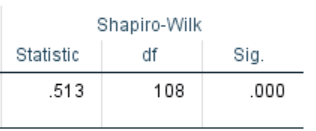 Shapiro-Wilk
Statistic df Sig.
.513 108 .000